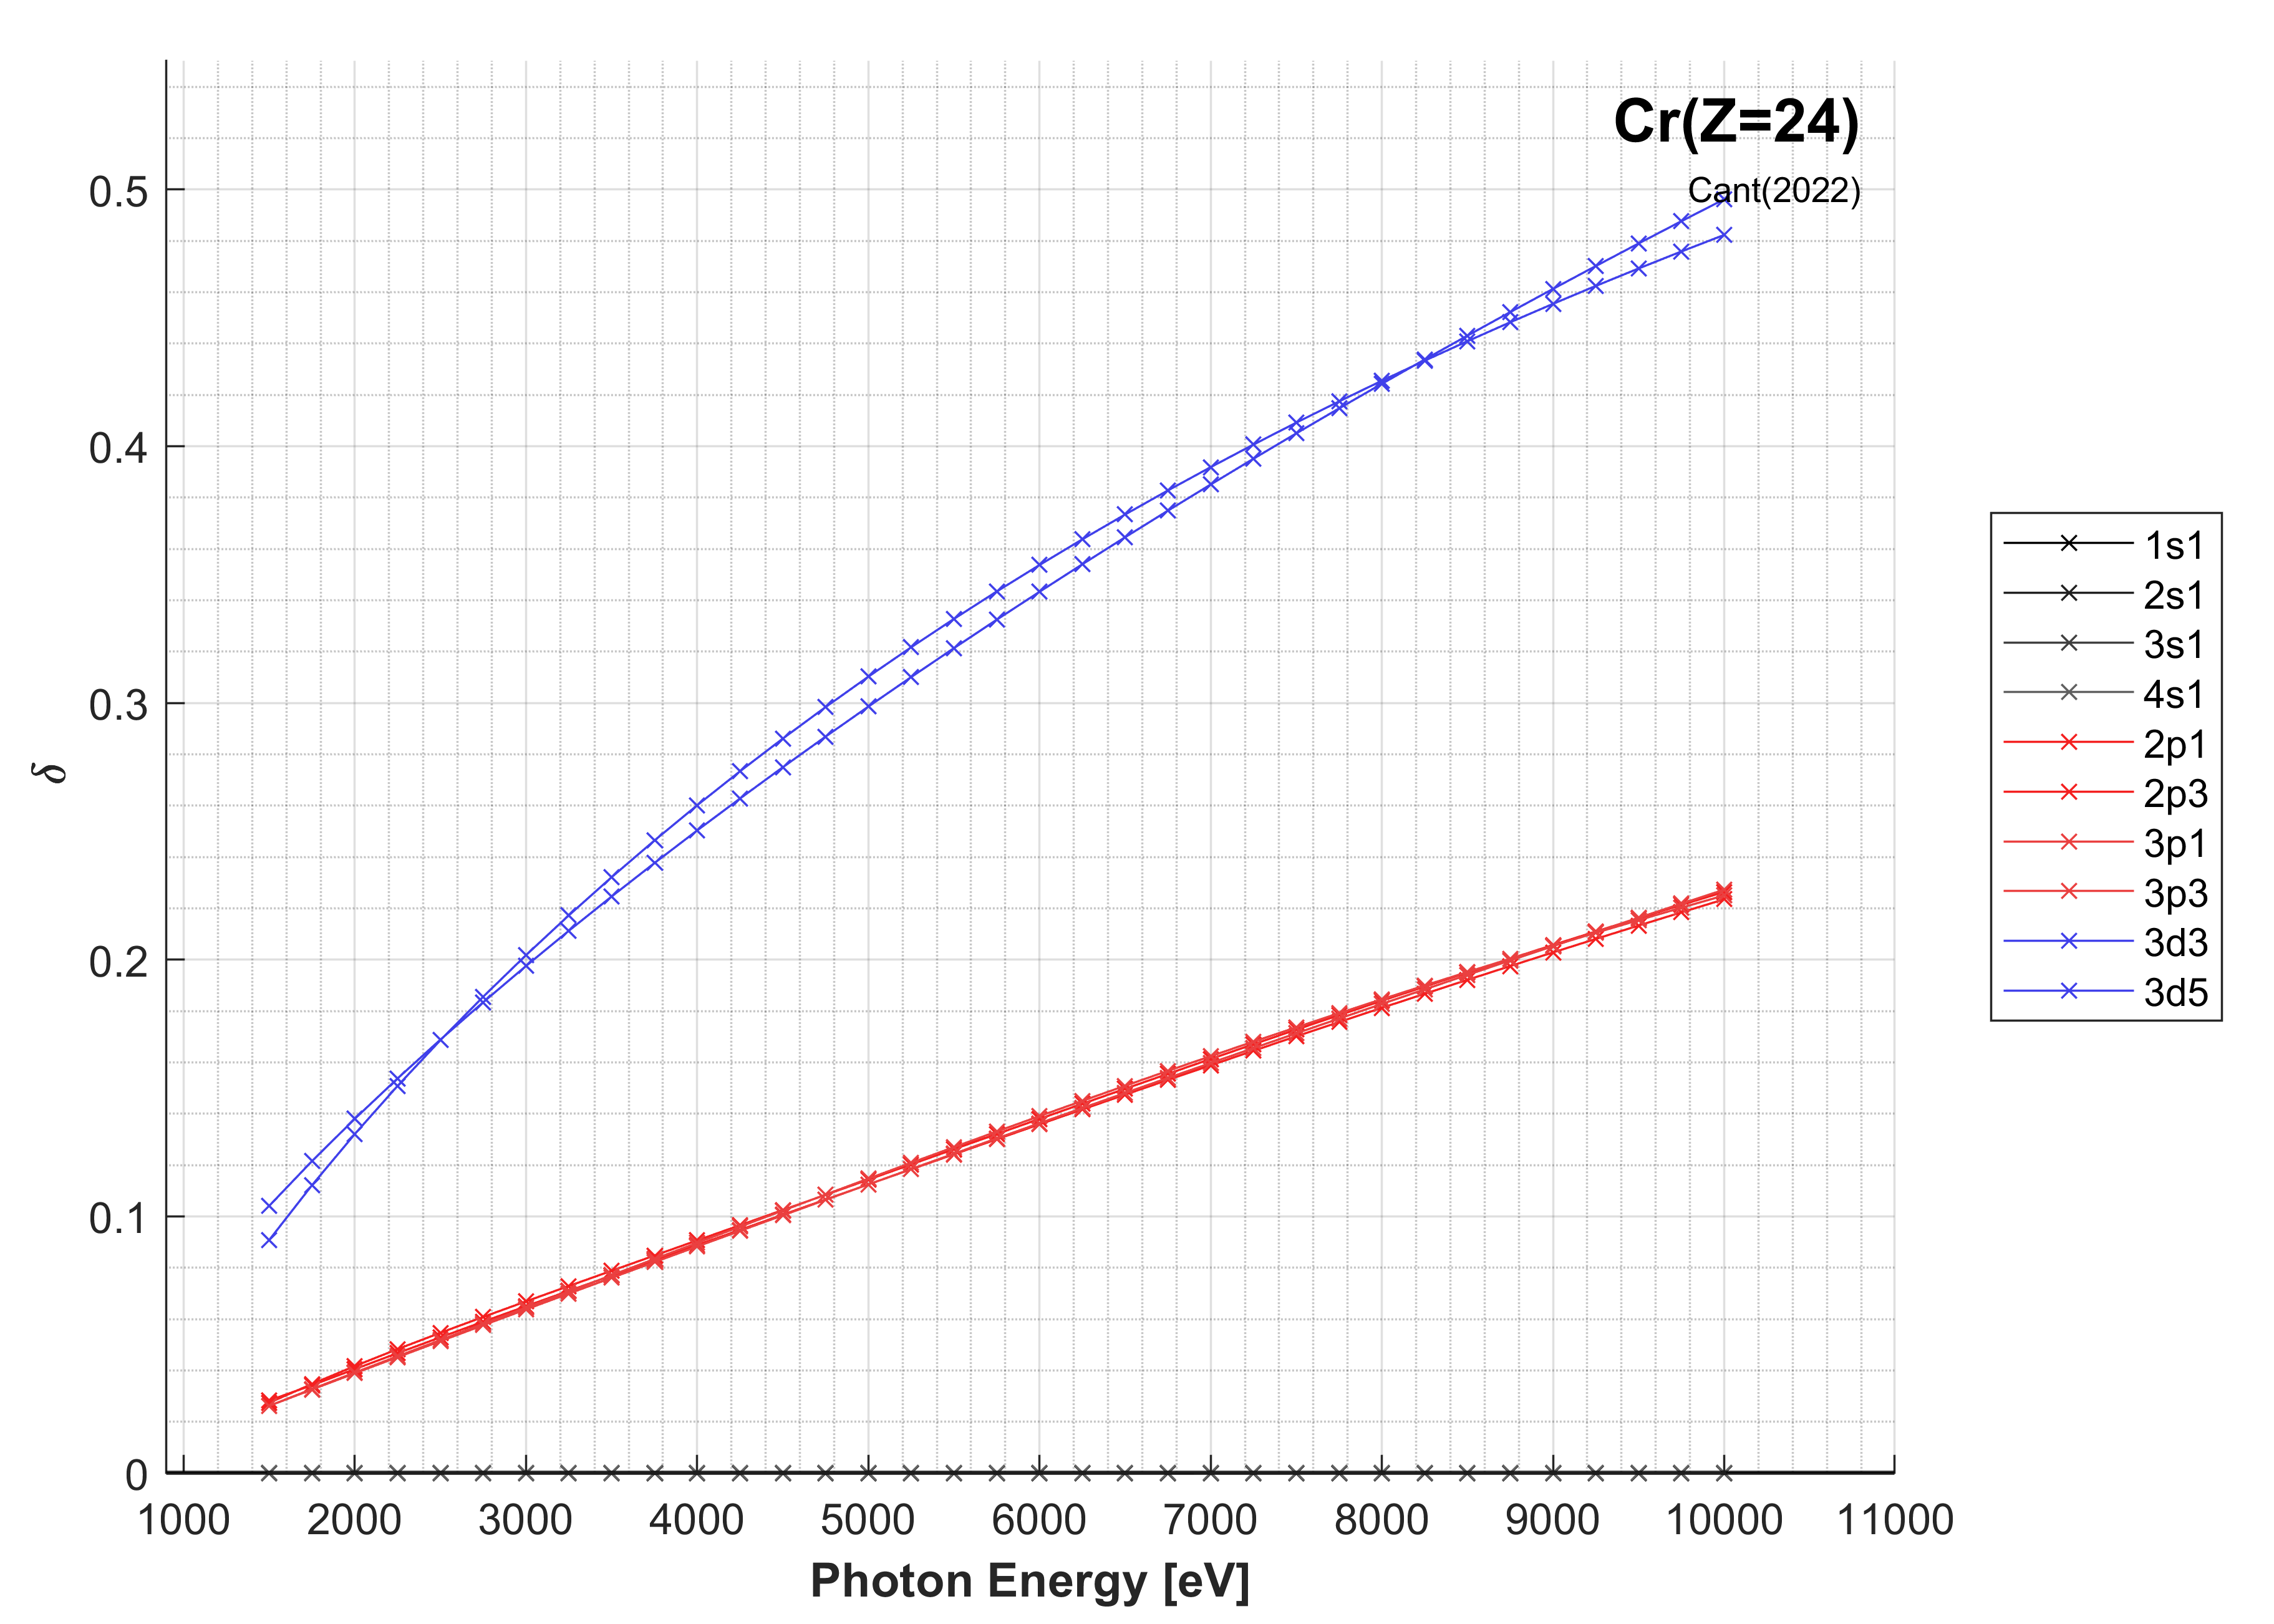 Cr(Z=24)
Cant(2022)
0.5
0.4
0.3
0.2
0.1
0
δ
1000 2000 3000 4000 5000 6000 7000 8000 9000 10000 11000
Photon Energy [eV]
1s1
2s1
3s1
4s1
2p1
2p3
3p1
3p3
3d3
3d5